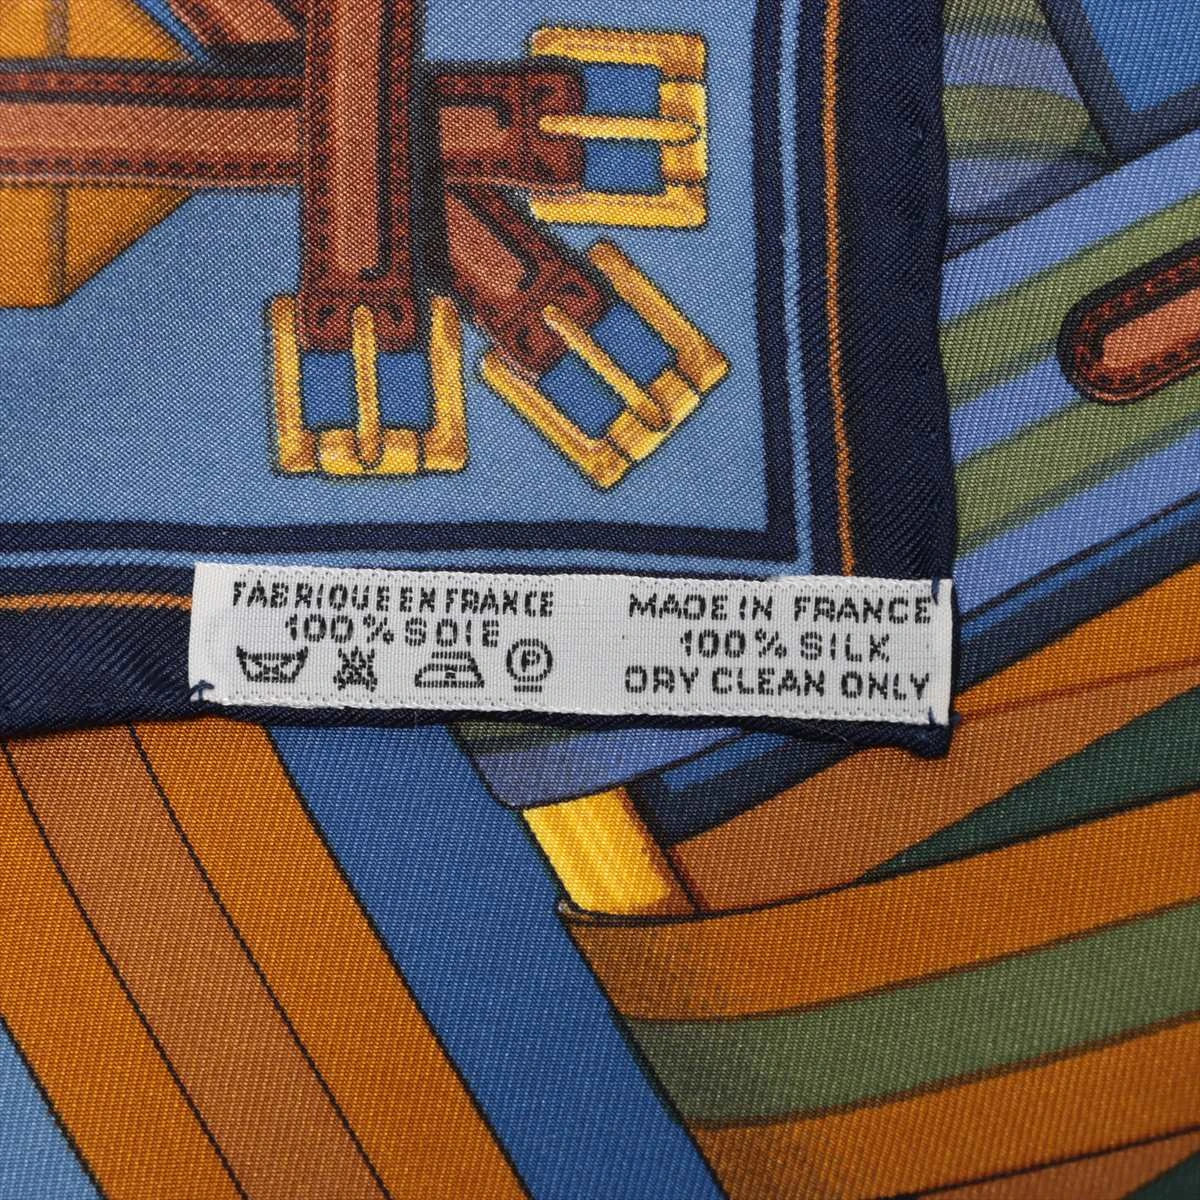 FABRIQUE EN FRANCE
100% SOIE
P
MADE IN FRANCE
100% SILK
DRY CLEAN ONLY